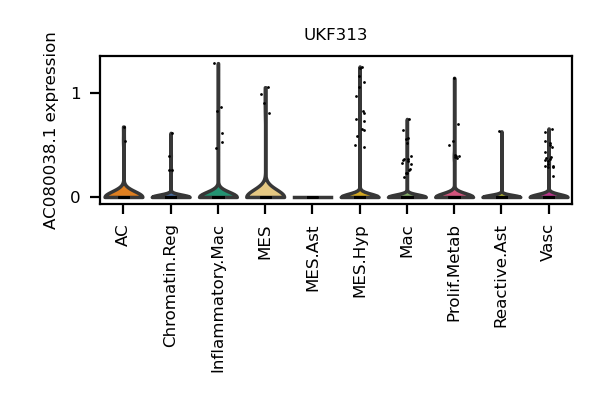 UKF313
AC080038.1 expression
1
0
AC
Chromatin.Reg
Inflammatory.Mac
MES
MES.Ast
MES.Hyp
Mac
Prolif.Metab
Reactive.Ast
Vasc